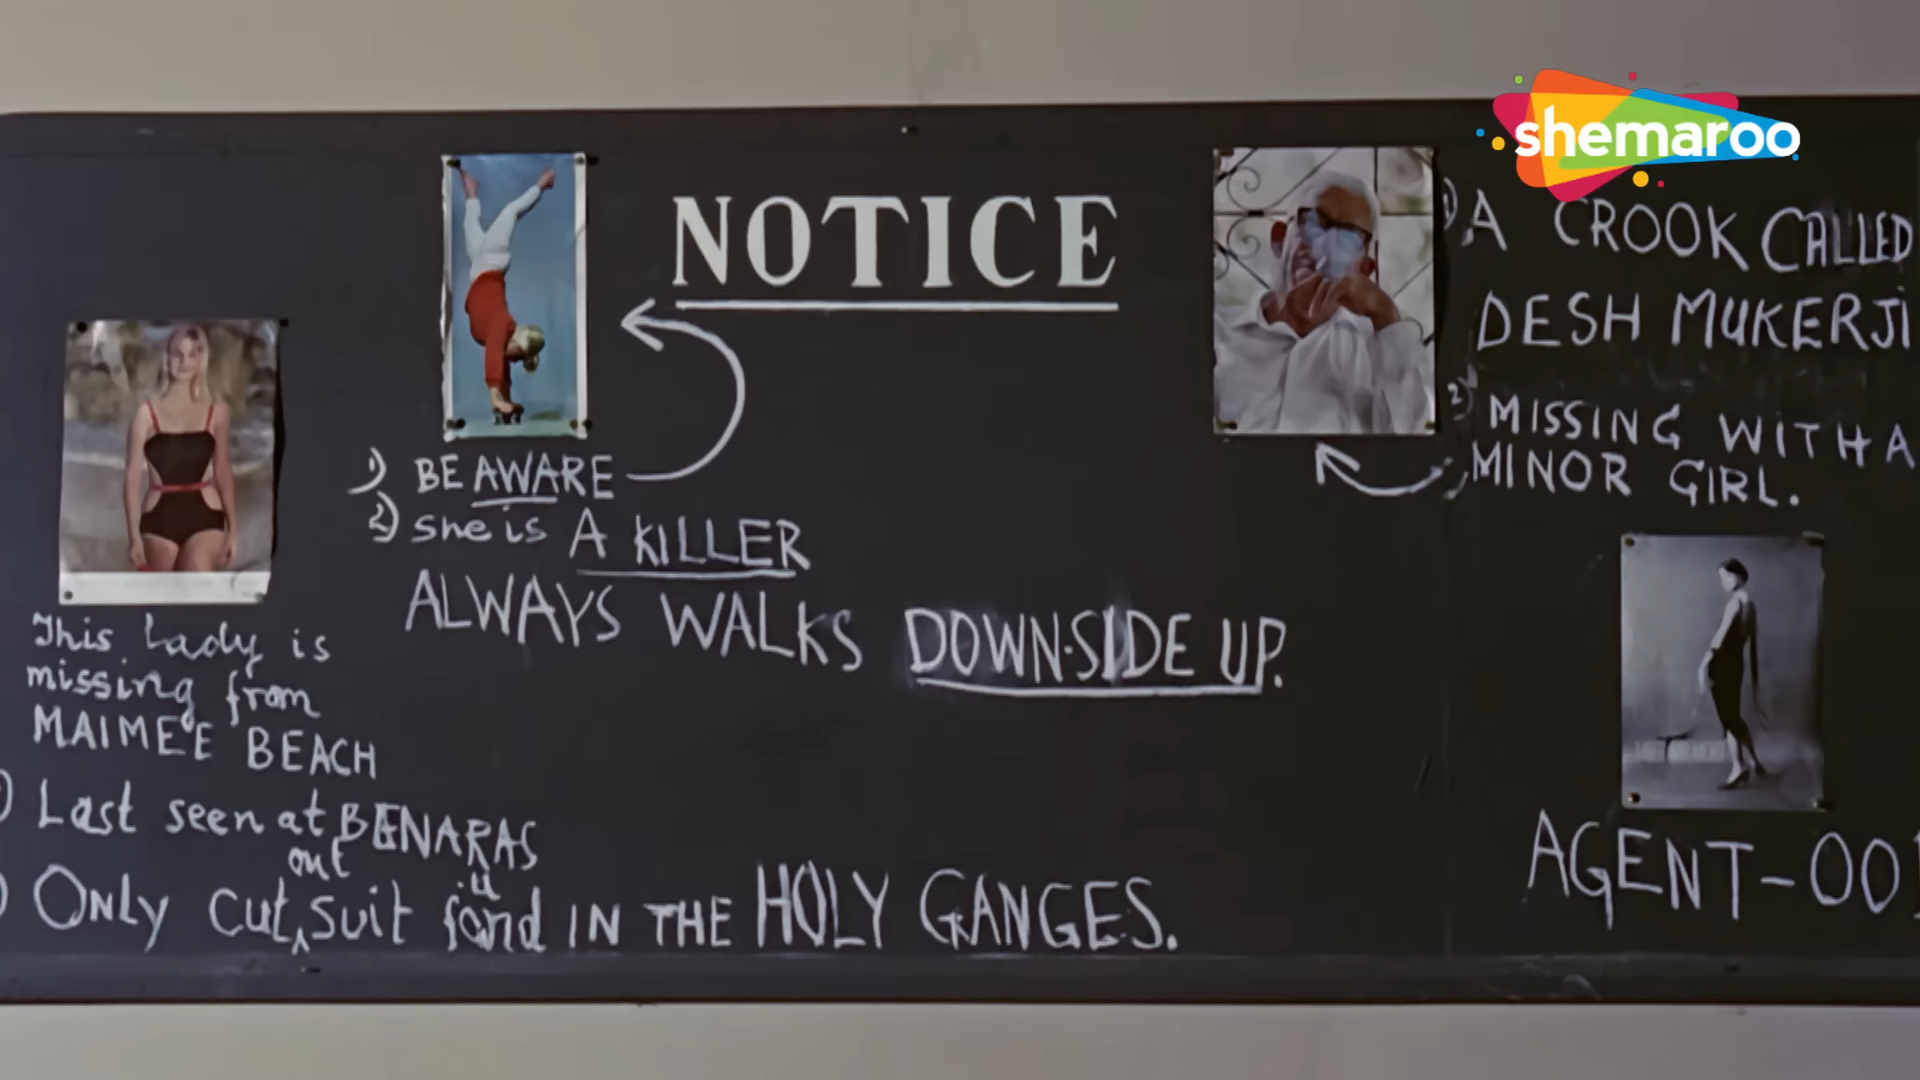 shemaroo
NOTICE
1) BE AWARE
2) She is A KILLER
ALWAYS WALKS DOWN-SIDE UP.
1) A CROOK CALLED
DESH MUKERJI
2) MISSING WITH A
MINOR GIRL.
This Lady is
missing from
MAIMEE BEACH
) Last seen at BENARAS
) ONLY cut out suit found IN THE HOLY GANGES.
AGENT-001